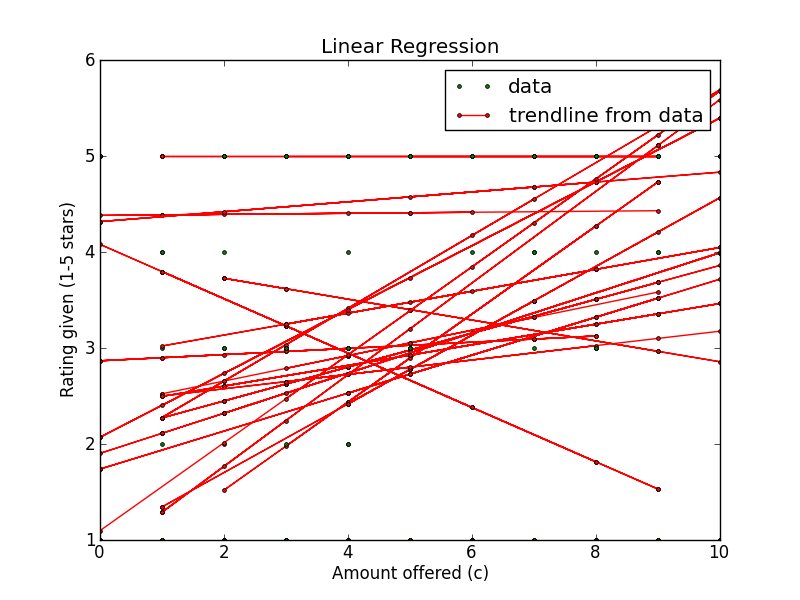 Linear Regression
data
trendline from data
Rating given (1-5 stars)
6
5
4
3
2
1
0
2
4
6
8
10
Amount offered (c)